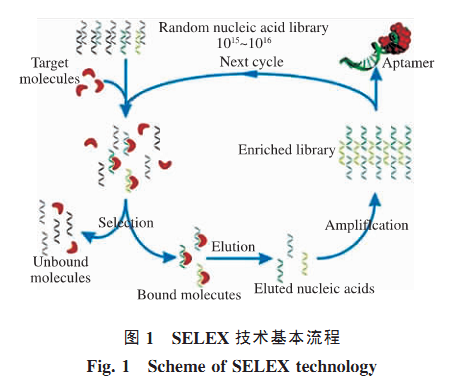 Random nucleic acid library
10¹⁵~10¹⁶
Target
molecules
Next cycle
Aptamer
Enriched library
Selection
Amplification
Unbound
molecules
Elution
Bound molecutes
Eluted nucleic acids
图 1 SELEX 技术基本流程
Fig. 1 Scheme of SELEX technology